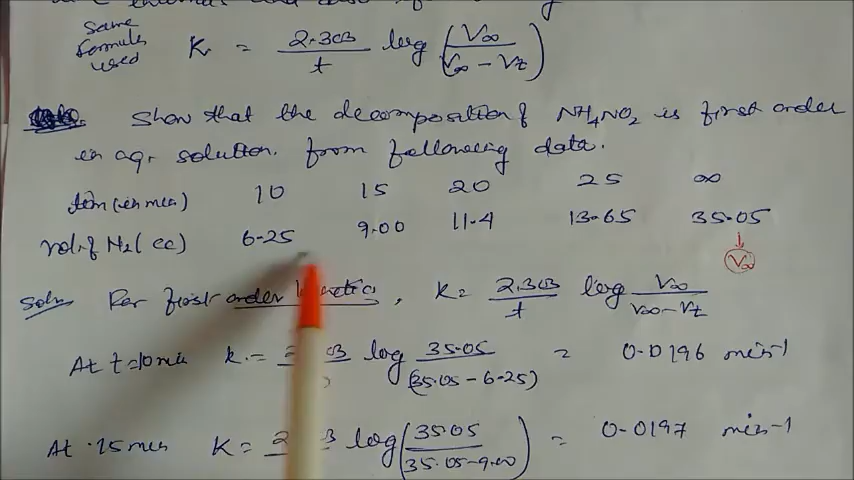 same
formula
used
K = 2.303 / t log (V∞ / V∞ - Vt)
Show that the decomposition of NH4NO2 is first order
in aq. solution. from following data.
time (in min) 10 15 20 25 ∞
vol. of N2 (cc) 6.25 9.00 11.4 13.65 35.05
V∞
Soln For first order kinetics, K = 2.303 / t log V∞ / V∞ - Vt
At t=10 min k = log 35.05 / (35.05 - 6.25) = 0.0196 min-1
At 15 min K = log (35.05 / (35.05 - 9.00)) = 0.0197 min-1